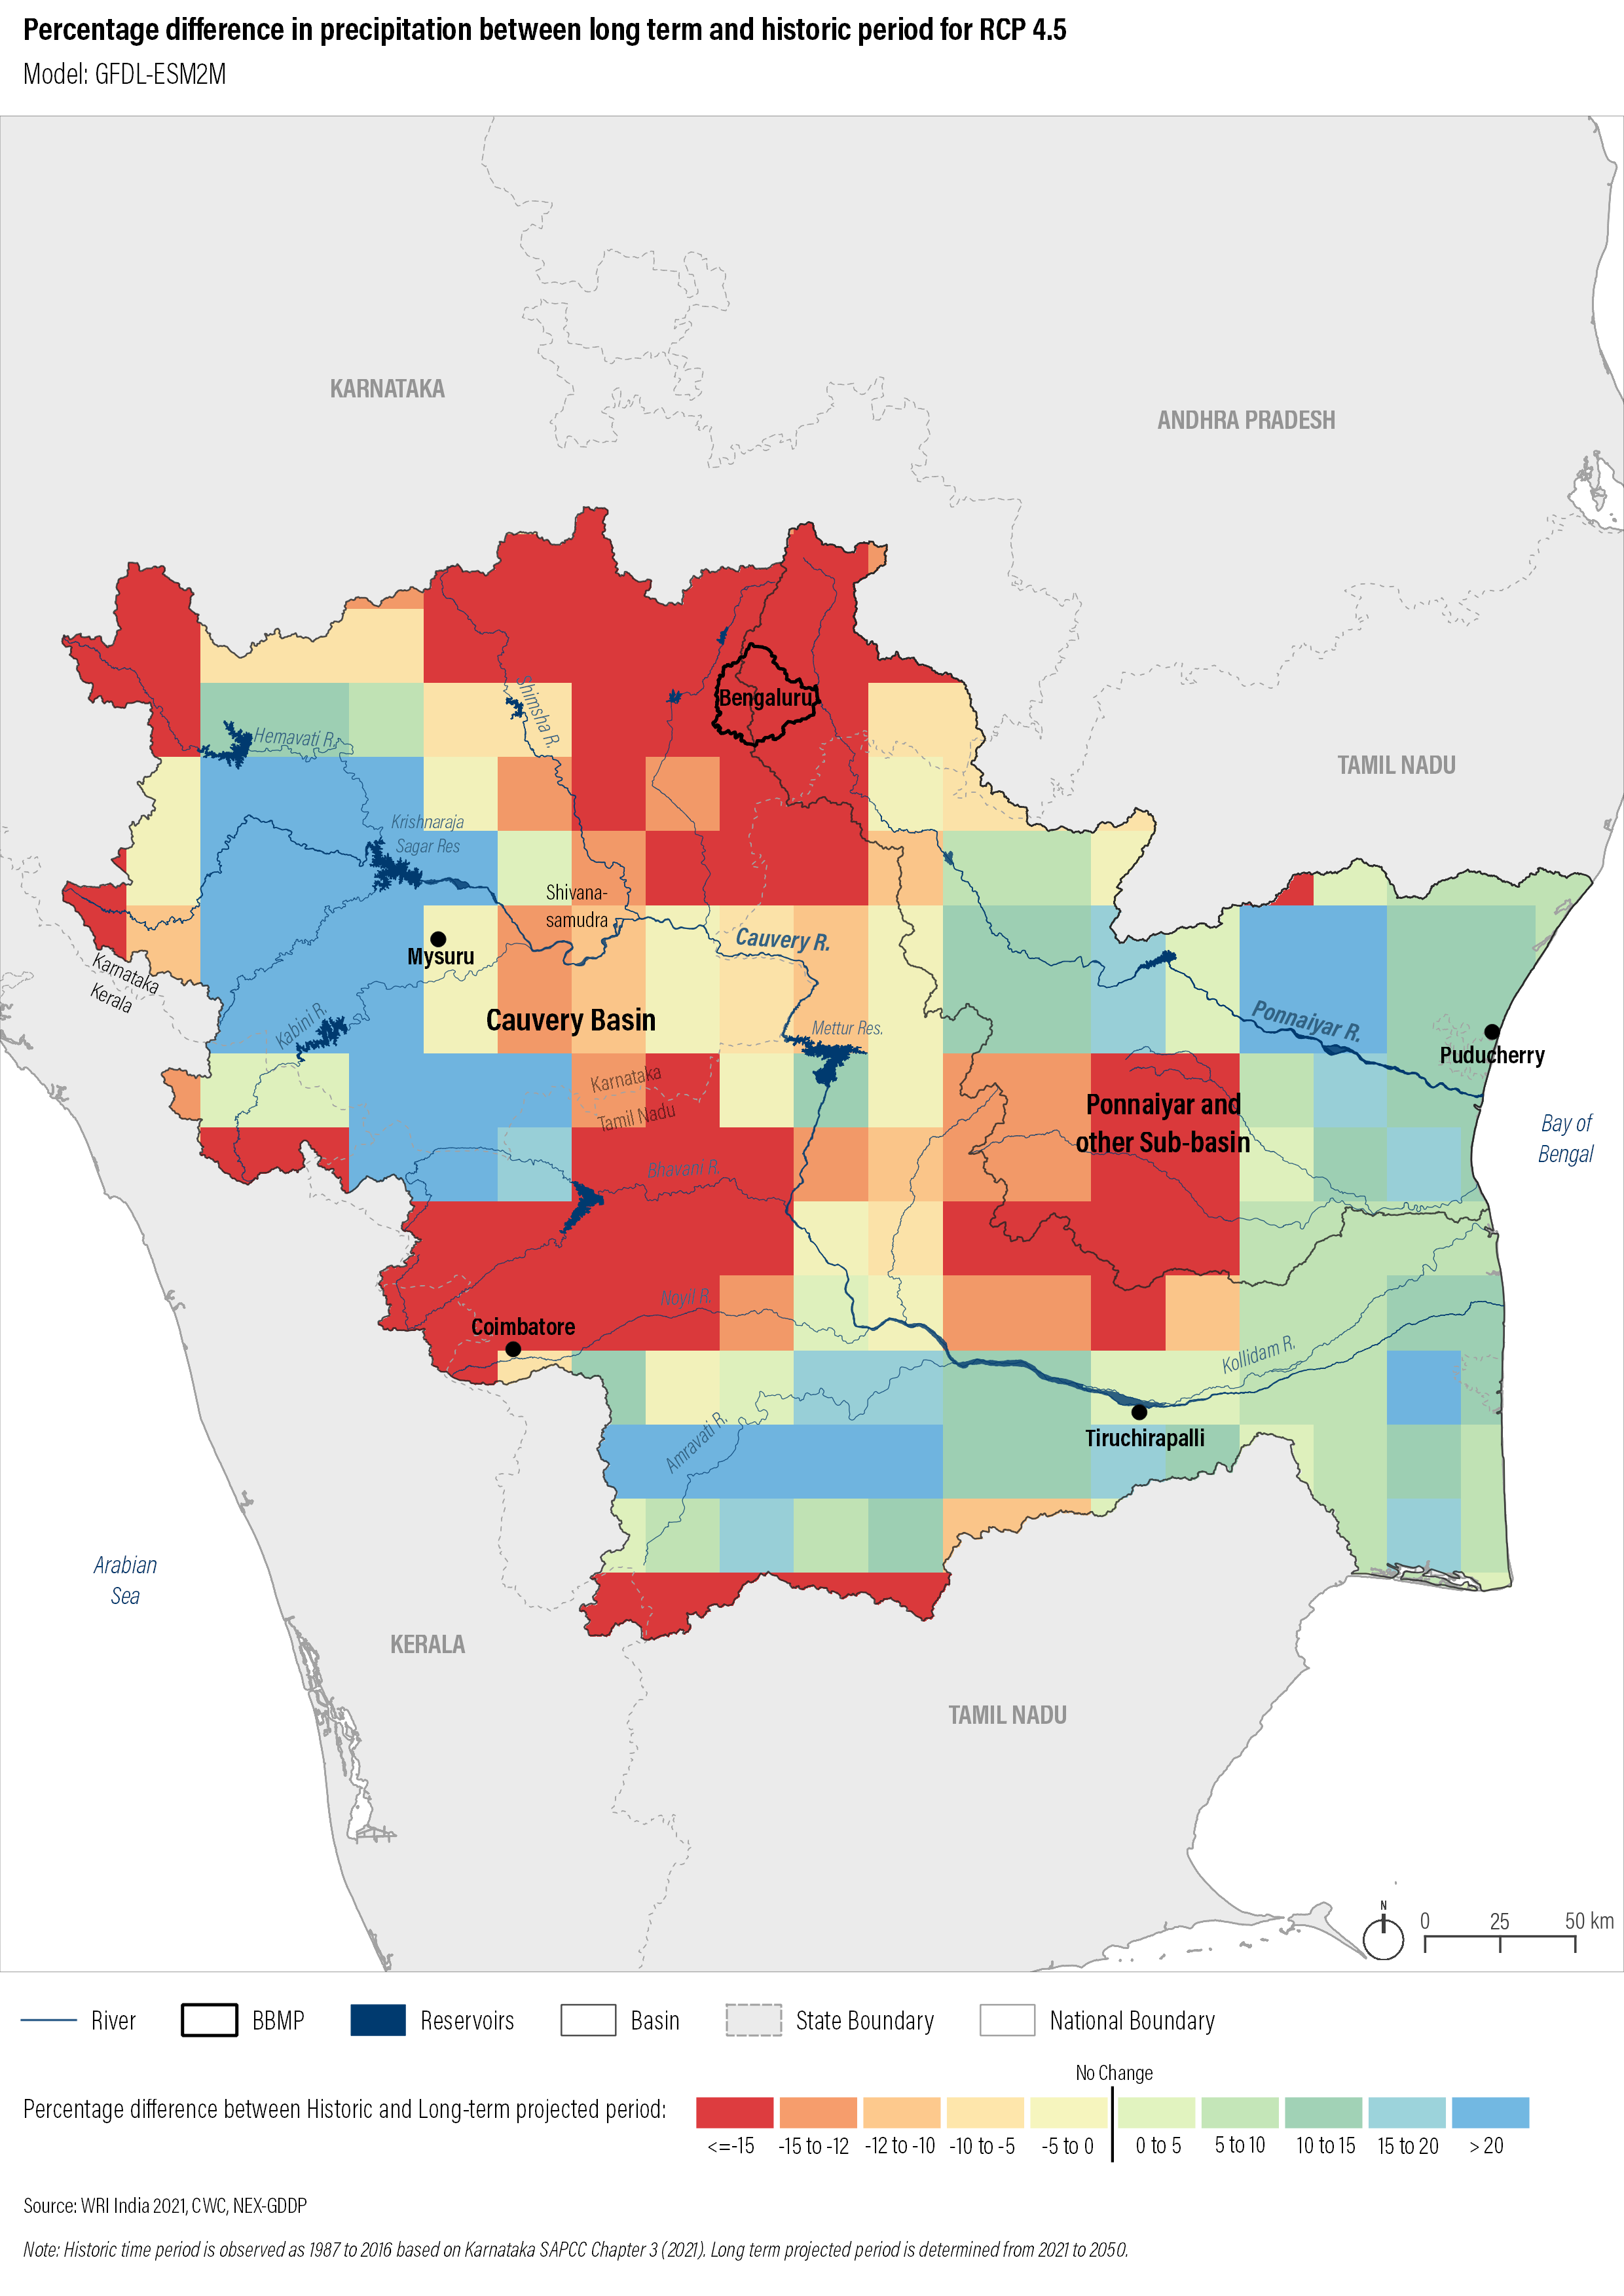 Percentage difference in precipitation between long term and historic period for RCP 4.5
Model: GFDL-ESM2M
KARNATAKA
ANDHRA PRADESH
Bengaluru
Shimsha R.
Hemavati R.
TAMIL NADU
Krishnaraja
Sagar Res
Shivana-
samudra
Mysuru
Cauvery R.
Karnataka
Kerala
Cauvery Basin
Kabini R.
Mettur Res.
Ponnaiyar R.
Puducherry
Karnataka
Tamil Nadu
Ponnaiyar and
other Sub-basin
Bay of
Bengal
Bhavani R.
Noyil R.
Coimbatore
Kollidam R.
Amravati R.
Tiruchirapalli
Arabian
Sea
KERALA
TAMIL NADU
N
0 25 50 km
River BBMP Reservoirs Basin State Boundary National Boundary
No Change
Percentage difference between Historic and Long-term projected period:
<=-15 -15 to -12 -12 to -10 -10 to -5 -5 to 0 0 to 5 5 to 10 10 to 15 15 to 20 > 20
Source: WRI India 2021, CWC, NEX-GDDP
Note: Historic time period is observed as 1987 to 2016 based on Karnataka SAPCC Chapter 3 (2021). Long term projected period is determined from 2021 to 2050.